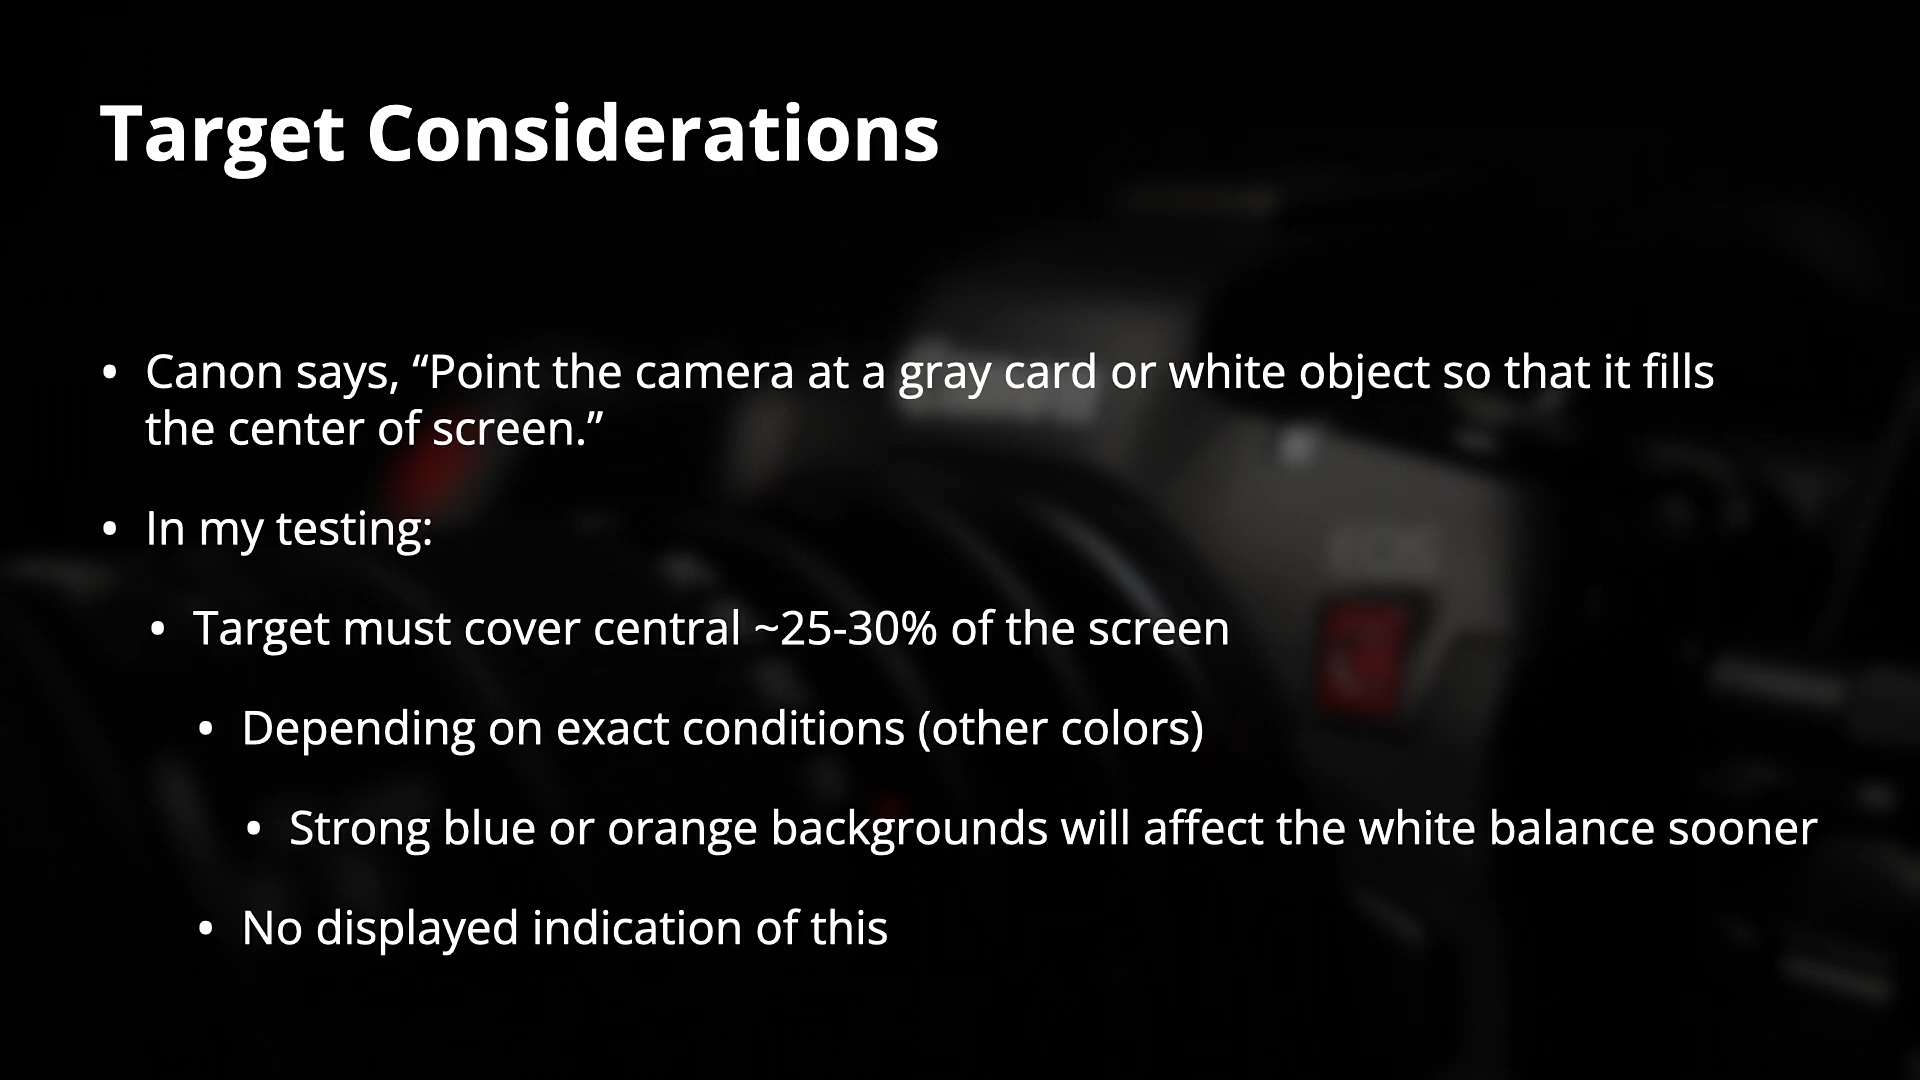 Target Considerations
• Canon says, “Point the camera at a gray card or white object so that it fills
the center of screen.”
• In my testing:
• Target must cover central ~25-30% of the screen
• Depending on exact conditions (other colors)
• Strong blue or orange backgrounds will affect the white balance sooner
• No displayed indication of this
EOS